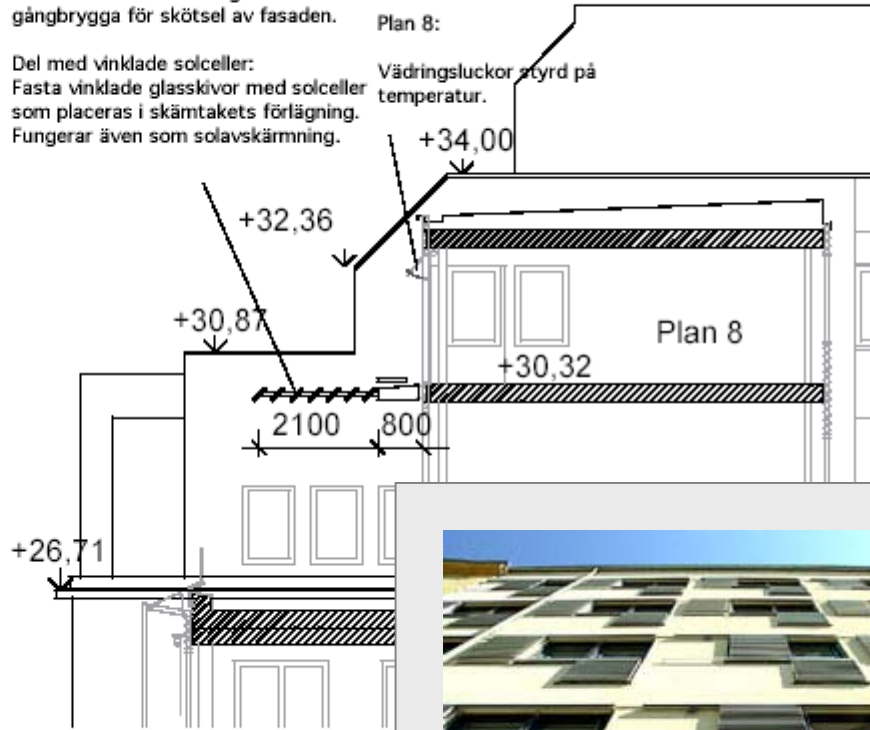 gångbrygga för skötsel av fasaden.
Del med vinklade solceller:
Fasta vinklade glasskivor med solceller
som placeras i skämtakets förlägning.
Fungerar även som solavskärmning.
Plan 8:
Vädringsluckor styrd på
temperatur.
+34,00
+32,36
+30,87
Plan 8
+30,32
2100
800
+26,71